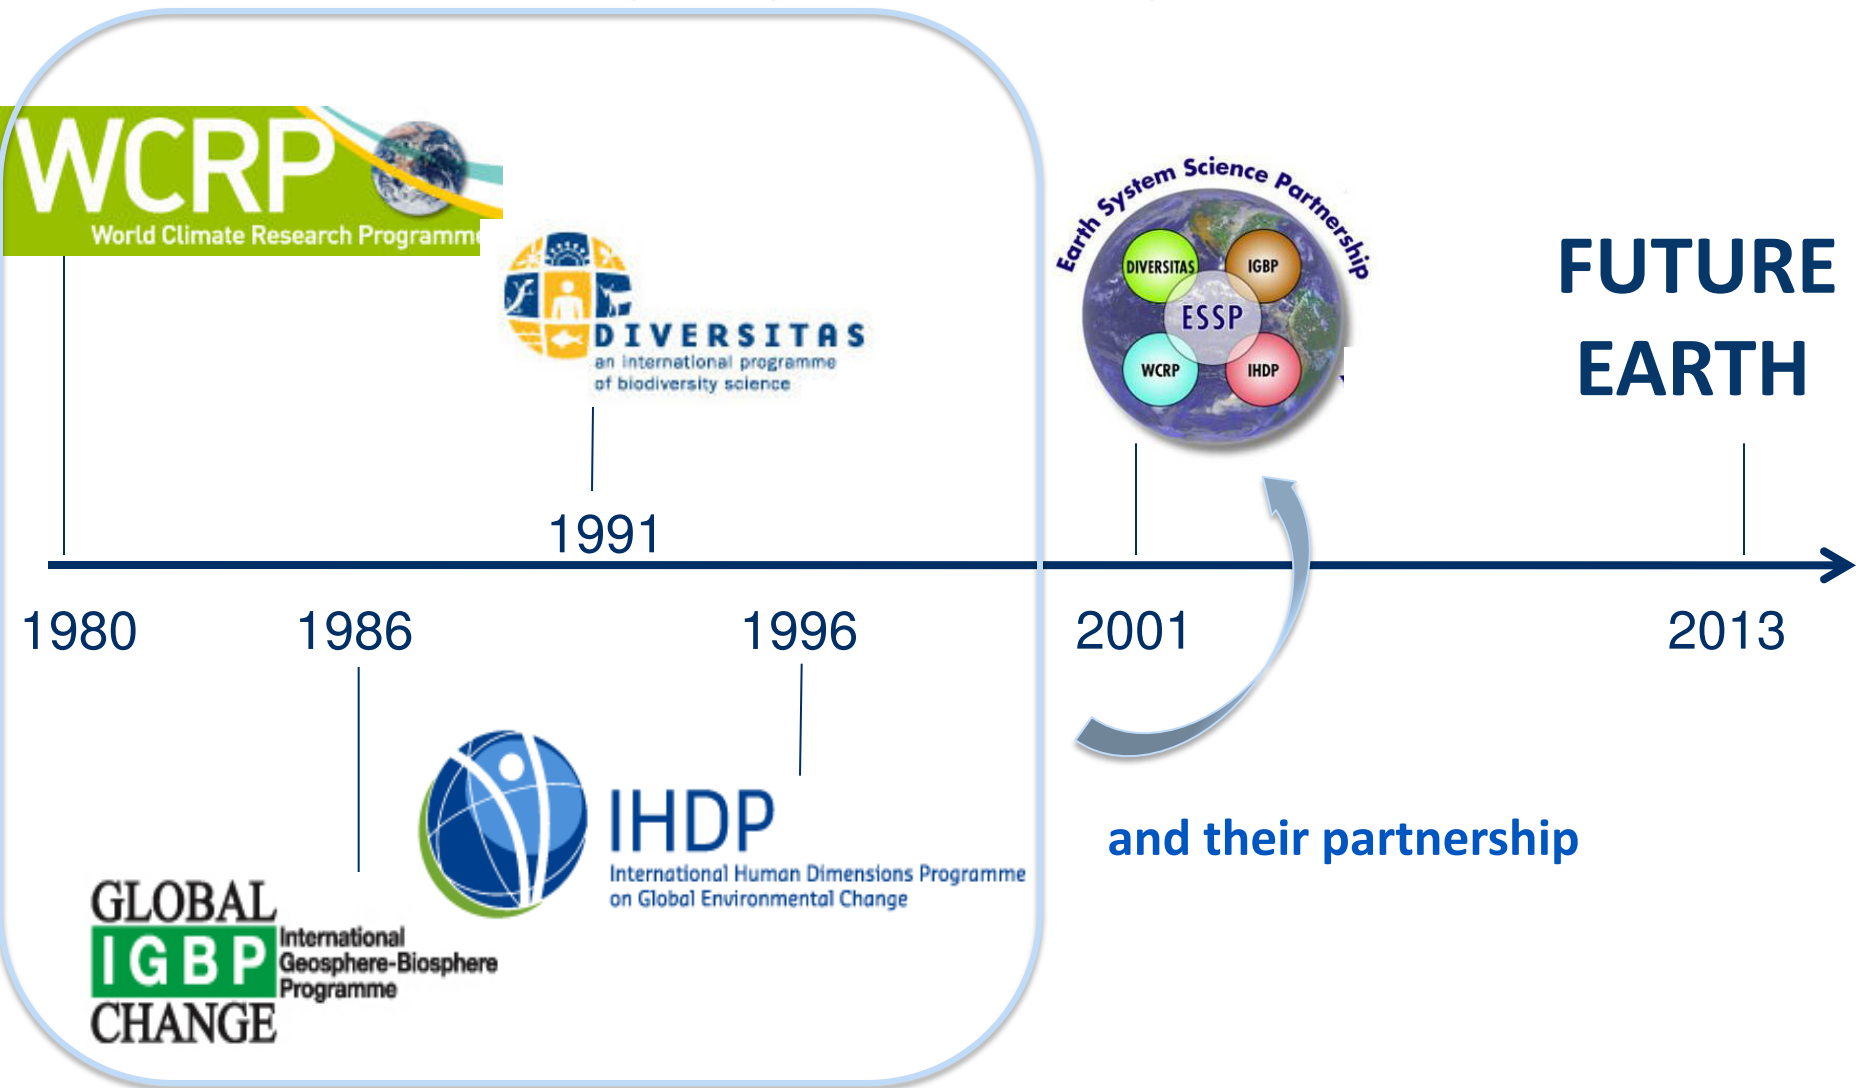 WCRP
World Climate Research Programme
DIVERSITAS
an international programme
of biodiversity science
Earth System Science Partnership
DIVERSITAS
IGBP
ESSP
WCRP
IHDP
FUTURE
EARTH
1991
1980
1986
1996
2001
2013
IHDP
International Human Dimensions Programme
on Global Environmental Change
and their partnership
GLOBAL
IGBP
CHANGE
International
Geosphere-Biosphere
Programme